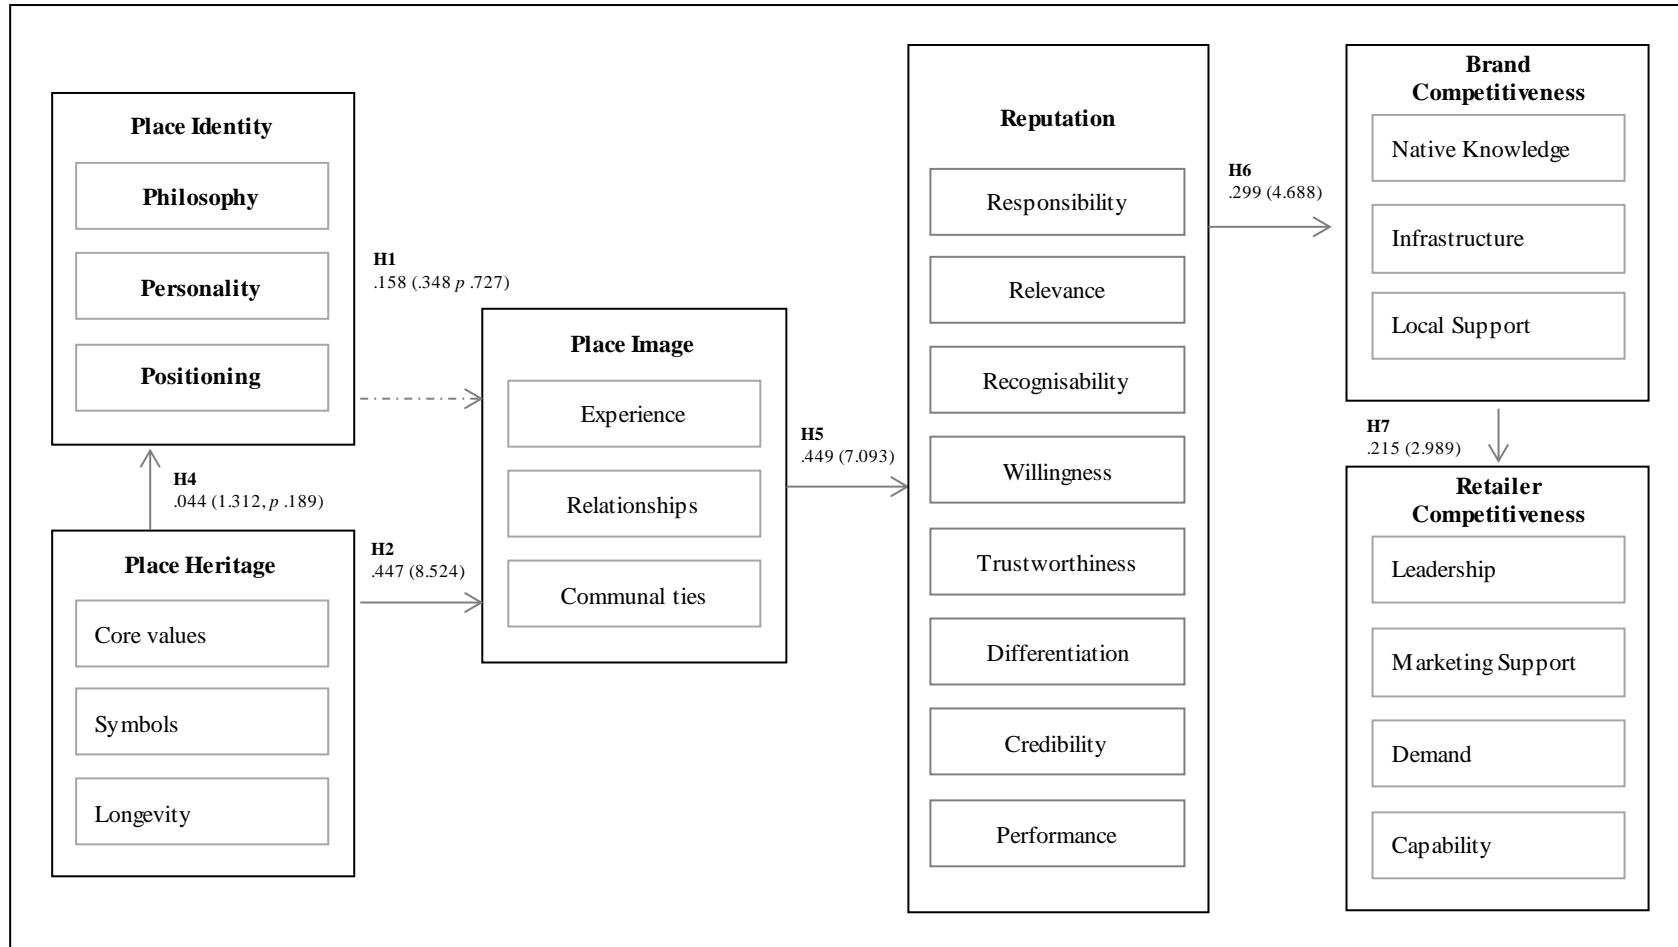 Place Identity
Philosophy
Personality
Positioning
H1
.158 (.348 p .727)
H4
.044 (1.312, p .189)
Place Heritage
Core values
Symbols
Longevity
H2
.447 (8.524)
Place Image
Experience
Relationships
Communal ties
H5
.449 (7.093)
Reputation
Responsibility
Relevance
Recognisability
Willingness
Trustworthiness
Differentiation
Credibility
Performance
H6
.299 (4.688)
Brand
Competitiveness
Native Knowledge
Infrastructure
Local Support
H7
.215 (2.989)
Retailer
Competitiveness
Leadership
Marketing Support
Demand
Capability